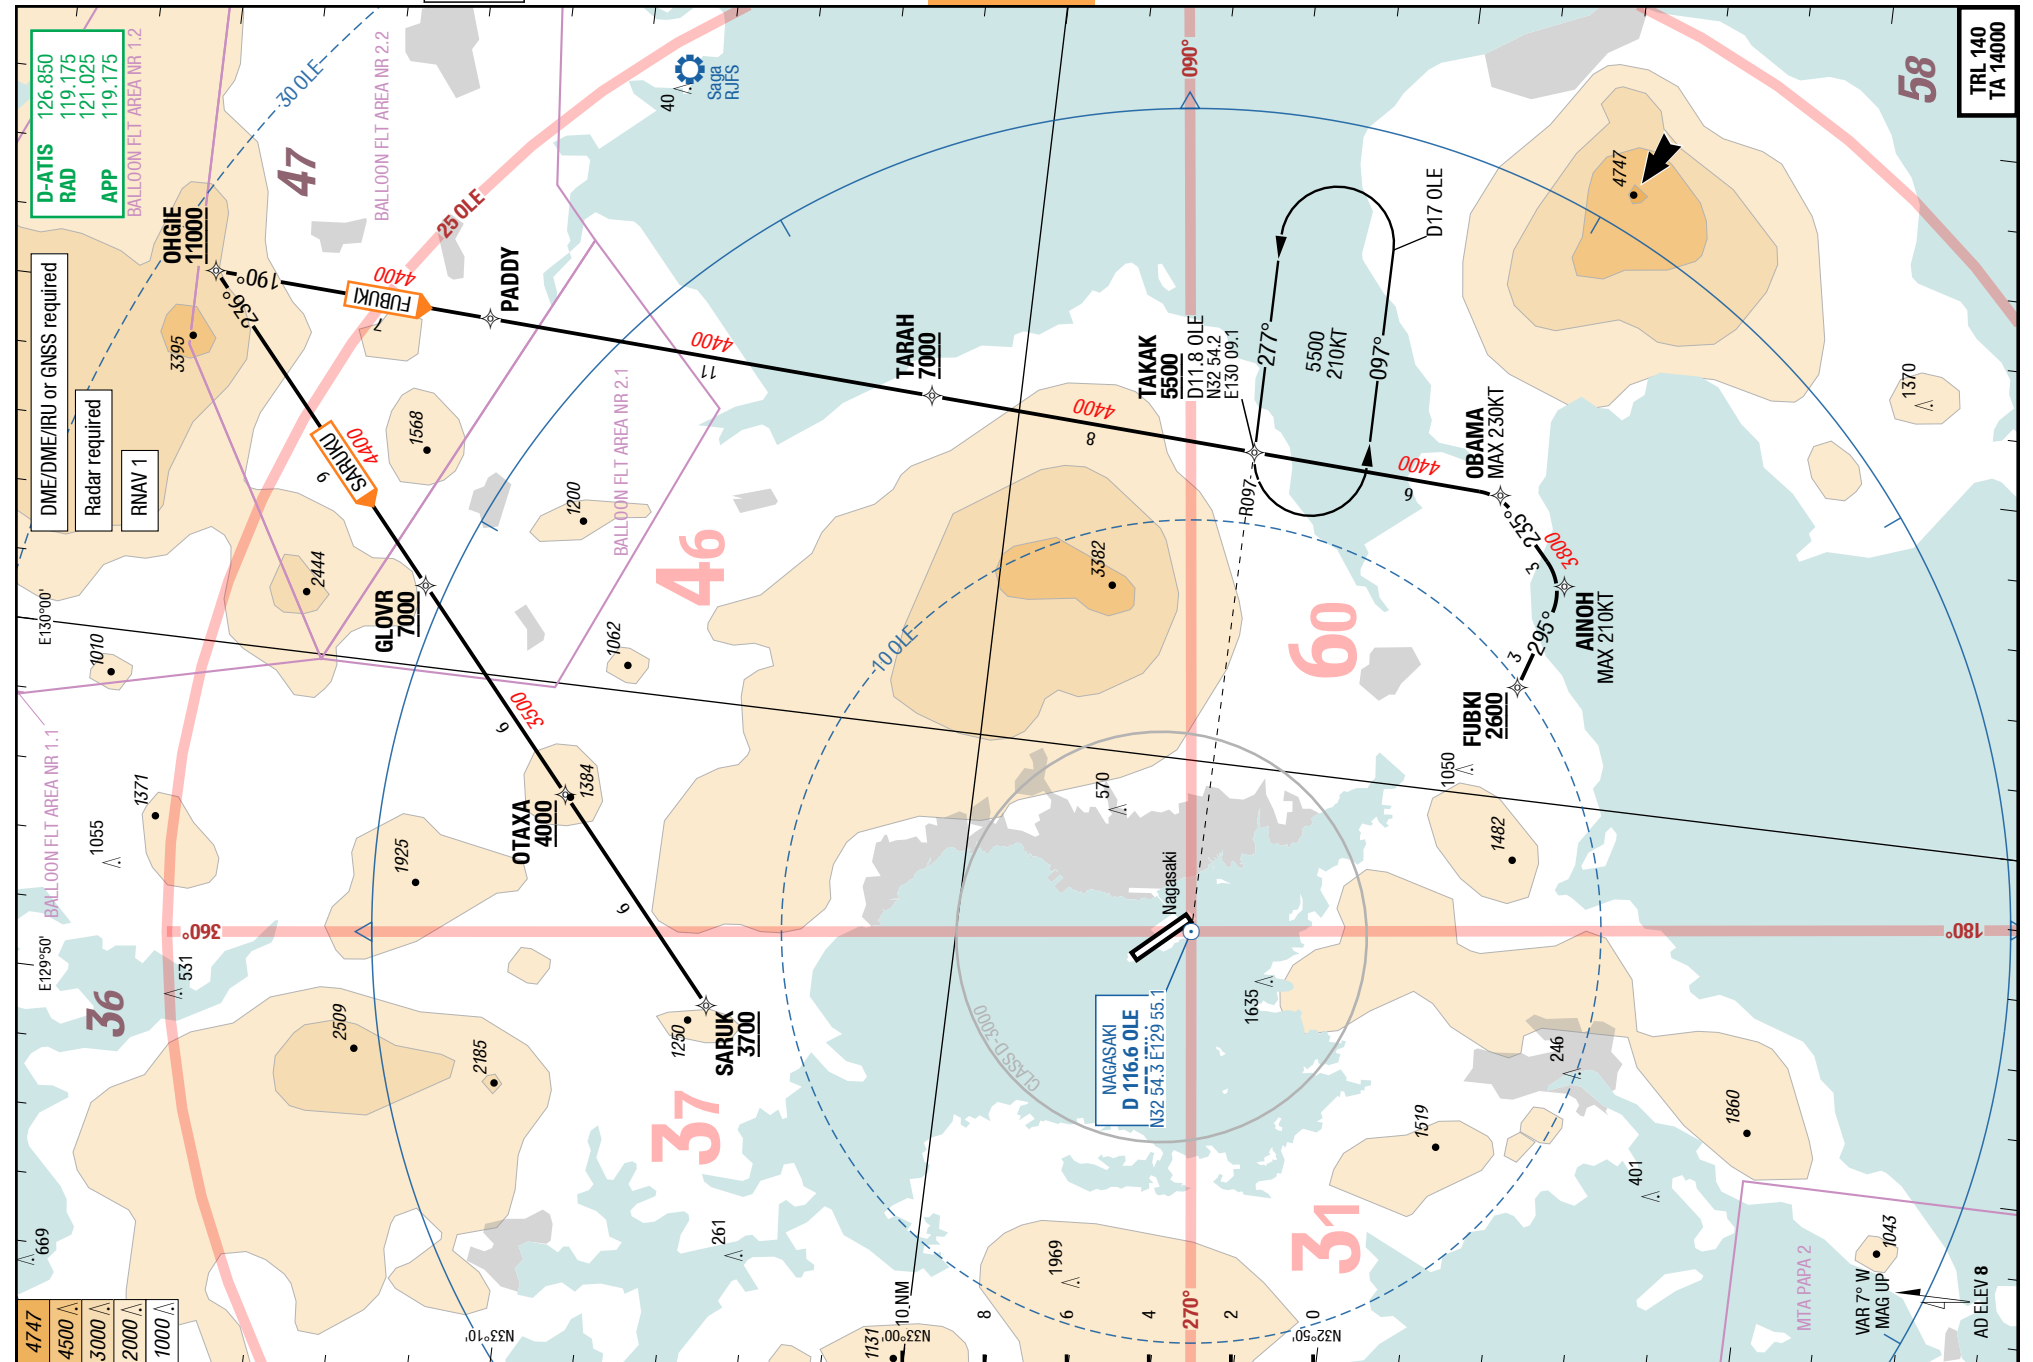 D-ATIS 126.850
RAD 119.175
121.025
APP 119.175
BALLOON FLT AREA NR 1.2
BALLOON FLT AREA NR 2.2
DME/DME/IRU or GNSS required
Radar required
RNAV 1
30 OLE
47
25 OLE
40
Saga
RJFS
090°
58
TRL 140
TA 14000
OHGIE
11000
190°
236°
FUBUKI
4400
7
PADDY
3395
SARUKU
4400
9
1568
4400
11
TARAH
7000
BALLOON FLT AREA NR 2.1
1200
2444
GLOVR
7000
46
1062
E130°00'
1010
BALLOON FLT AREA NR 1.1
3500
6
4400
8
TAKAK
5500
D11.8 OLE
N32 54.2
E130 09.1
277°
5500
210KT
097°
D17 OLE
4747
1370
R097
4400
6
OBAMA
MAX 230KT
235°
3800
3
AINOH
MAX 210KT
295°
3
FUBKI
2600
60
3382
10 OLE
1371
1055
1925
OTAXA
4000
1384
6
570
1050
1482
Nagasaki
360°
180°
E129°50'
531
36
2509
2185
1250
SARUK
3700
37
CLASS D-3000
NAGASAKI
D 116.6 OLE
N32 54.3 E129 55.1
1635
246
1519
1860
401
31
669
261
1969
1131
10 NM
8
6
4
2
0
270°
N33°10'
N33°00'
N32°50'
MTA PAPA 2
1043
VAR 7° W
MAG UP
AD ELEV 8
4747
4500
3000
2000
1000